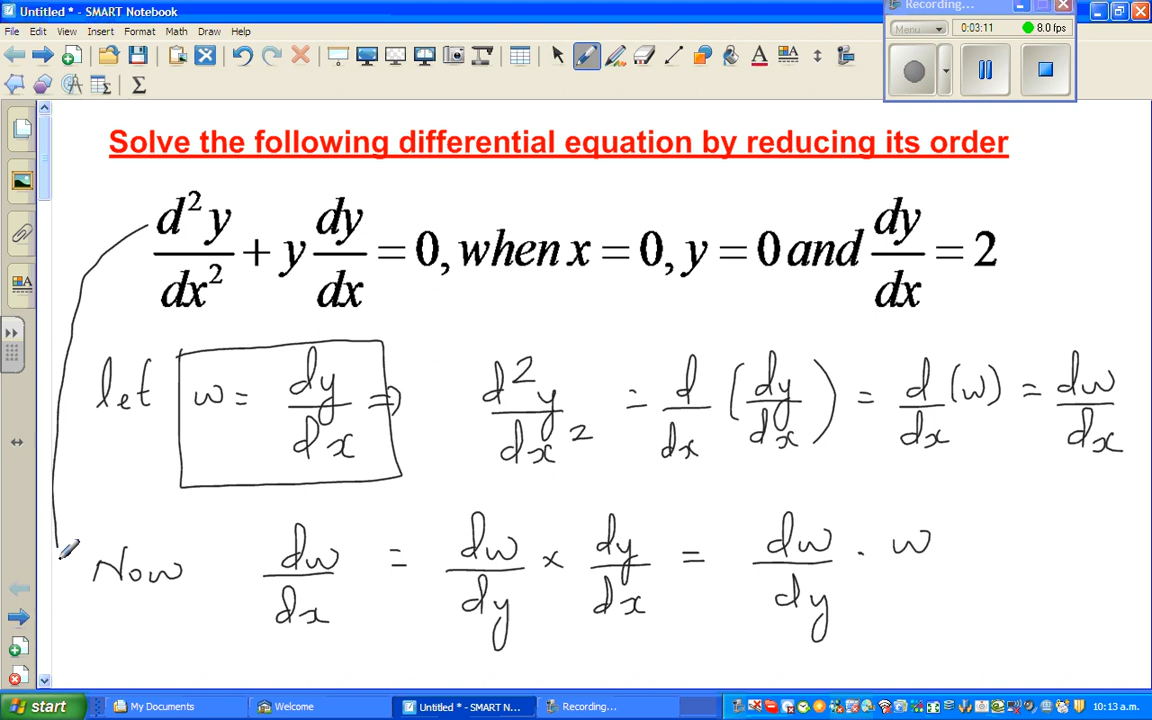 Untitled * - SMART Notebook
Recording...
File Edit View Insert Format Math Draw Help
Menu 00:03:11 8.0 fps
Solve the following differential equation by reducing its order
d²y/dx² + y dy/dx = 0, when x = 0, y = 0 and dy/dx = 2
let w = dy/dx ⇒ d²y/dx² = d/dx (dy/dx) = d/dx (w) = dw/dx
Now dw/dx = dw/dy × dy/dx = dw/dy . w
start My Documents Welcome Untitled * - SMART N... Recording... 10:13 a.m.